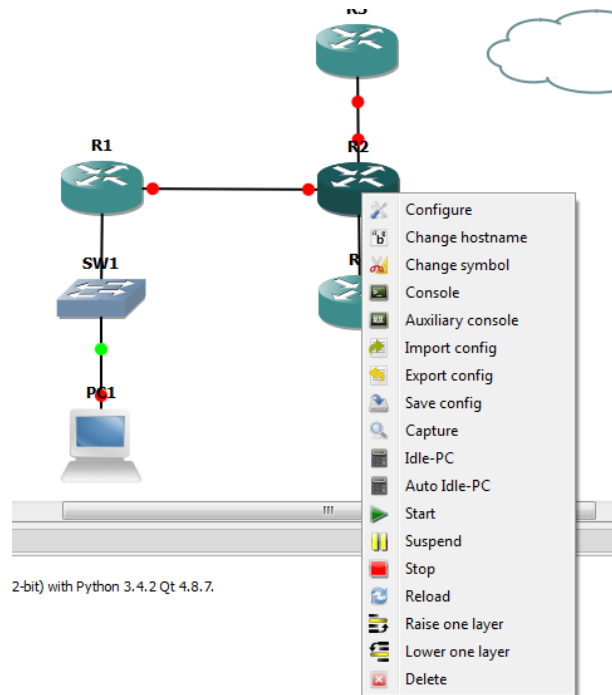 R3
R1
R2
SW1
R
PC1
Configure
Change hostname
Change symbol
Console
Auxiliary console
Import config
Export config
Save config
Capture
Idle-PC
Auto Idle-PC
Start
Suspend
Stop
Reload
Raise one layer
Lower one layer
Delete
2-bit) with Python 3.4.2 Qt 4.8.7.